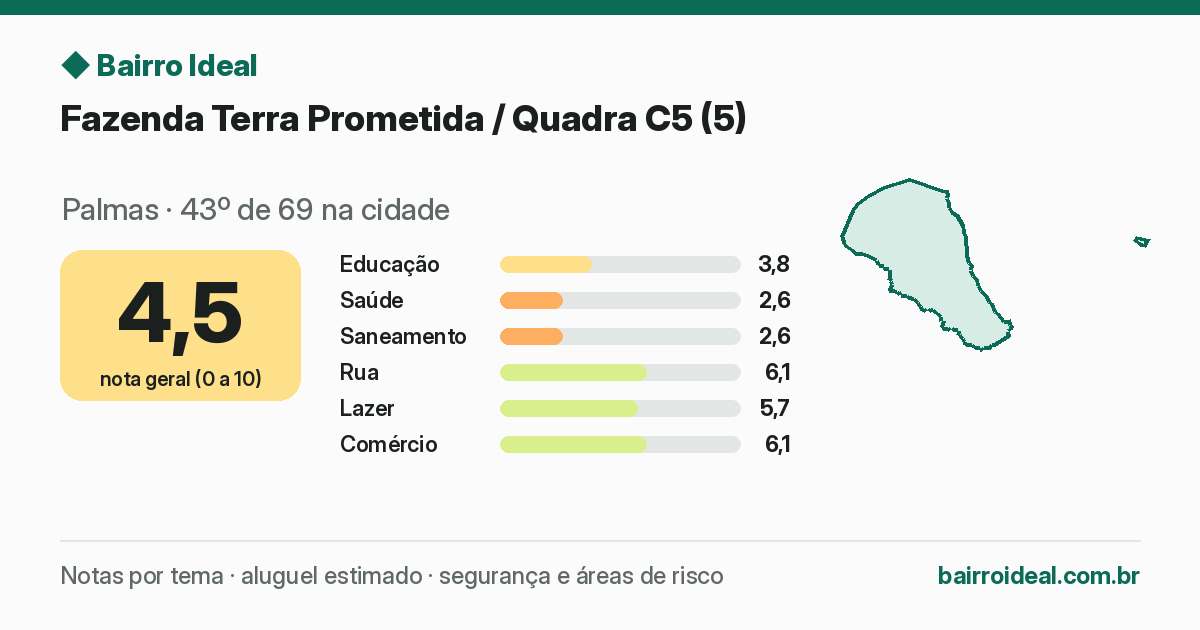 Bairro Ideal
Fazenda Terra Prometida / Quadra C5 (5)
Palmas · 43º de 69 na cidade
4,5
nota geral (0 a 10)
Educação 3,8
Saúde 2,6
Saneamento 2,6
Rua 6,1
Lazer 5,7
Comércio 6,1
Notas por tema · aluguel estimado · segurança e áreas de risco
bairroideal.com.br